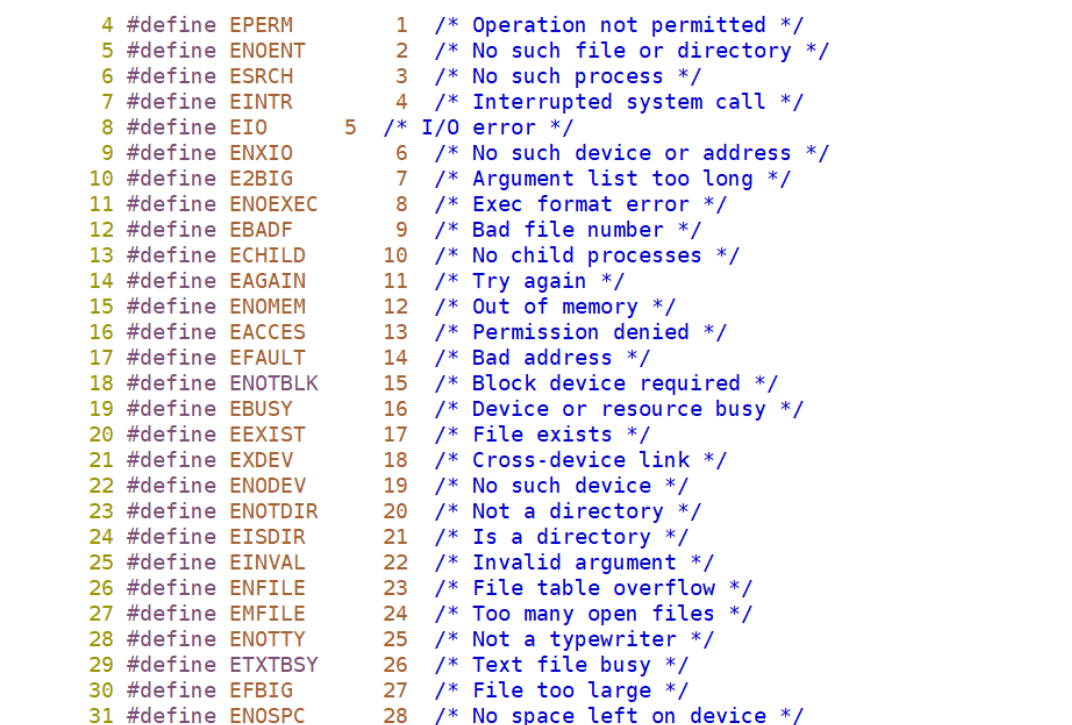 4 #define EPERM        1  /* Operation not permitted */
5 #define ENOENT       2  /* No such file or directory */
6 #define ESRCH        3  /* No such process */
7 #define EINTR        4  /* Interrupted system call */
8 #define EIO      5  /* I/O error */
9 #define ENXIO        6  /* No such device or address */
10 #define E2BIG        7  /* Argument list too long */
11 #define ENOEXEC      8  /* Exec format error */
12 #define EBADF        9  /* Bad file number */
13 #define ECHILD      10  /* No child processes */
14 #define EAGAIN      11  /* Try again */
15 #define ENOMEM      12  /* Out of memory */
16 #define EACCES      13  /* Permission denied */
17 #define EFAULT      14  /* Bad address */
18 #define ENOTBLK     15  /* Block device required */
19 #define EBUSY       16  /* Device or resource busy */
20 #define EEXIST      17  /* File exists */
21 #define EXDEV       18  /* Cross-device link */
22 #define ENODEV      19  /* No such device */
23 #define ENOTDIR     20  /* Not a directory */
24 #define EISDIR      21  /* Is a directory */
25 #define EINVAL      22  /* Invalid argument */
26 #define ENFILE      23  /* File table overflow */
27 #define EMFILE      24  /* Too many open files */
28 #define ENOTTY      25  /* Not a typewriter */
29 #define ETXTBSY     26  /* Text file busy */
30 #define EFBIG       27  /* File too large */
31 #define ENOSPC      28  /* No space left on device */